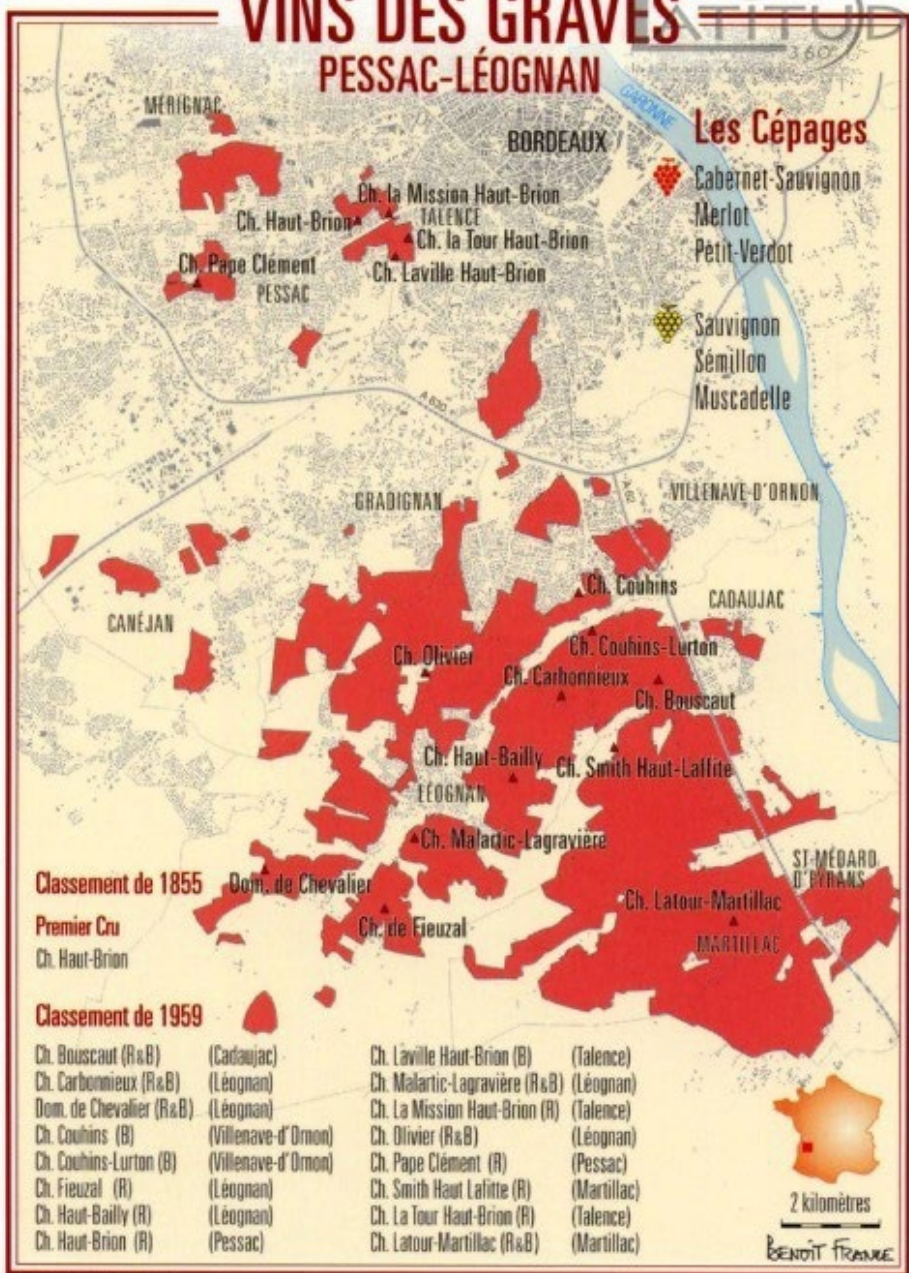 VINS DES GRAVES
LATITUD
360°
PESSAC-LÉOGNAN
MÉRIGNAC
BORDEAUX
GARONNE
Les Cépages
Cabernet-Sauvignon
Merlot
Petit-Verdot
Sauvignon
Sémillon
Muscadelle
Ch. la Mission Haut-Brion
Ch. Haut-Brion
TALENCE
Ch. la Tour Haut-Brion
Ch. Laville Haut-Brion
Ch. Pape Clément
PESSAC
A 630
GRADIGNAN
A 62
VILLENAVE-D'ORNON
CANÉJAN
Ch. Couhins
CADAUJAC
Ch. Couhins-Lurton
Ch. Olivier
Ch. Carbonnieux
Ch. Bouscaut
Ch. Haut-Bailly
Ch. Smith Haut-Laffite
LÉOGNAN
Ch. Malartic-Lagravière
ST-MÉDARD
D'EYRANS
Dom. de Chevalier
Ch. Latour-Martillac
Ch. de Fieuzal
MARTILLAC
Classement de 1855
Premier Cru
Ch. Haut-Brion
Classement de 1959
Ch. Bouscaut (R&B) (Cadaujac)
Ch. Carbonnieux (R&B) (Léognan)
Dom. de Chevalier (R&B) (Léognan)
Ch. Couhins (B) (Villenave-d'Ornon)
Ch. Couhins-Lurton (B) (Villenave-d'Ornon)
Ch. Fieuzal (R) (Léognan)
Ch. Haut-Bailly (R) (Léognan)
Ch. Haut-Brion (R) (Pessac)
Ch. Laville Haut-Brion (B) (Talence)
Ch. Malartic-Lagravière (R&B) (Léognan)
Ch. La Mission Haut-Brion (R) (Talence)
Ch. Olivier (R&B) (Léognan)
Ch. Pape Clément (R) (Pessac)
Ch. Smith Haut Lafitte (R) (Martillac)
Ch. La Tour Haut-Brion (R) (Talence)
Ch. Latour-Martillac (R&B) (Martillac)
2 kilomètres
BENOÎT FRANCE